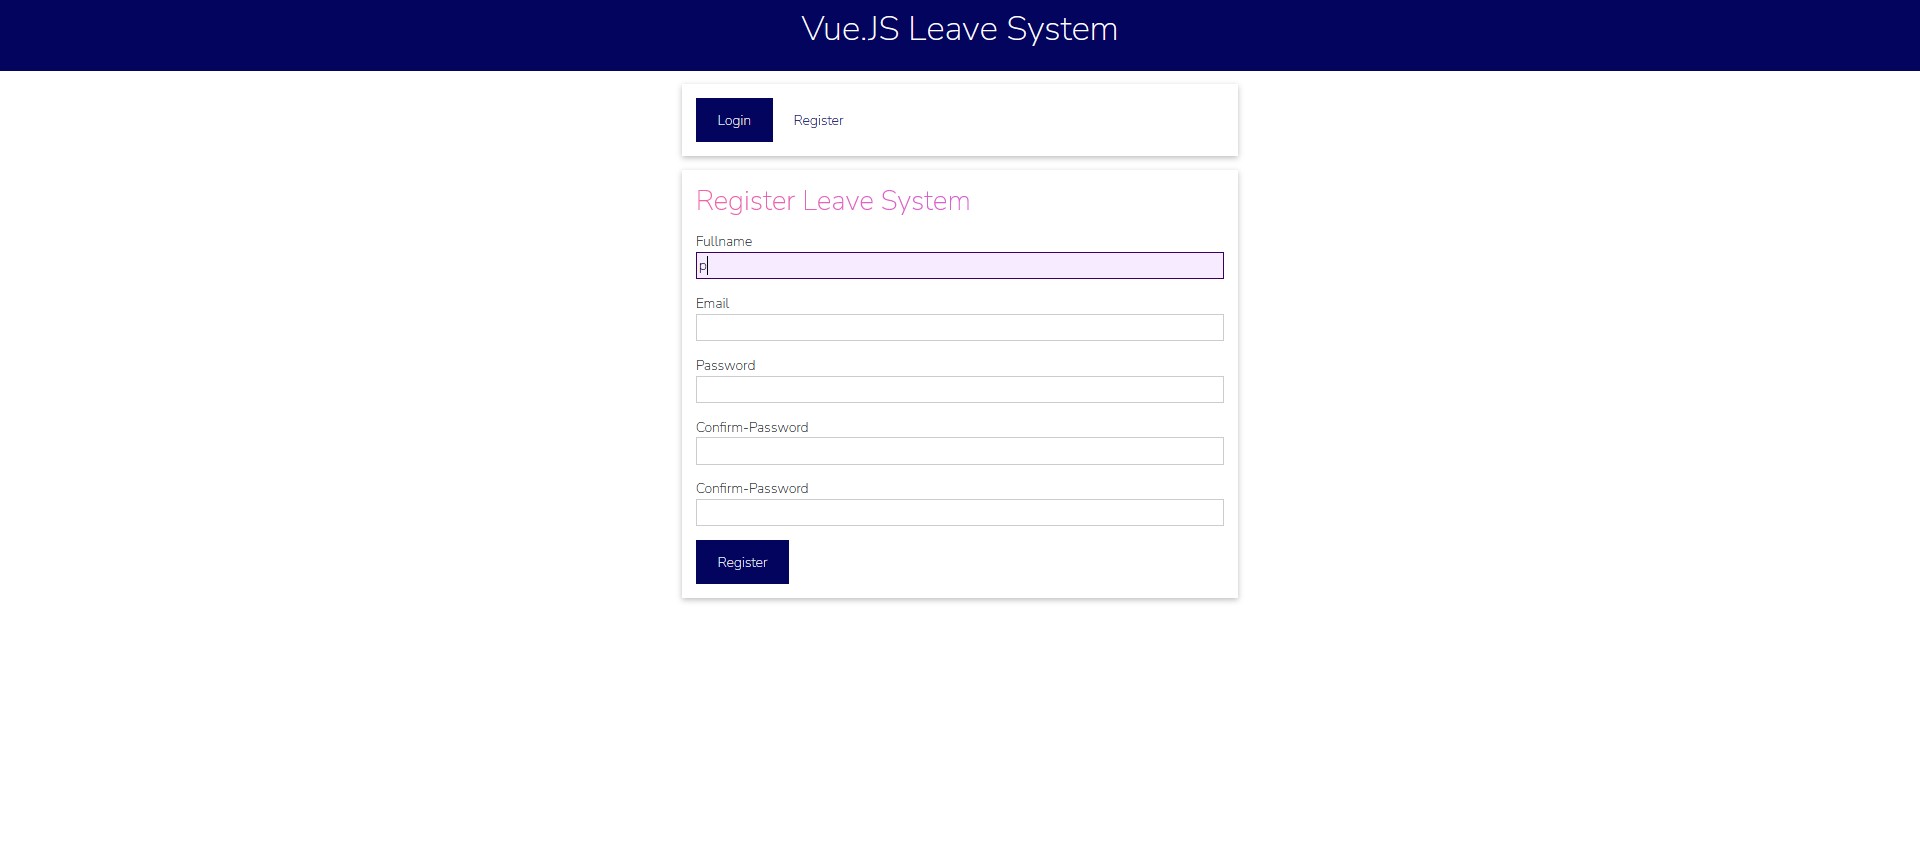 Vue.JS Leave System
Login Register
Register Leave System
Fullname
p
Email
Password
Confirm-Password
Confirm-Password
Register